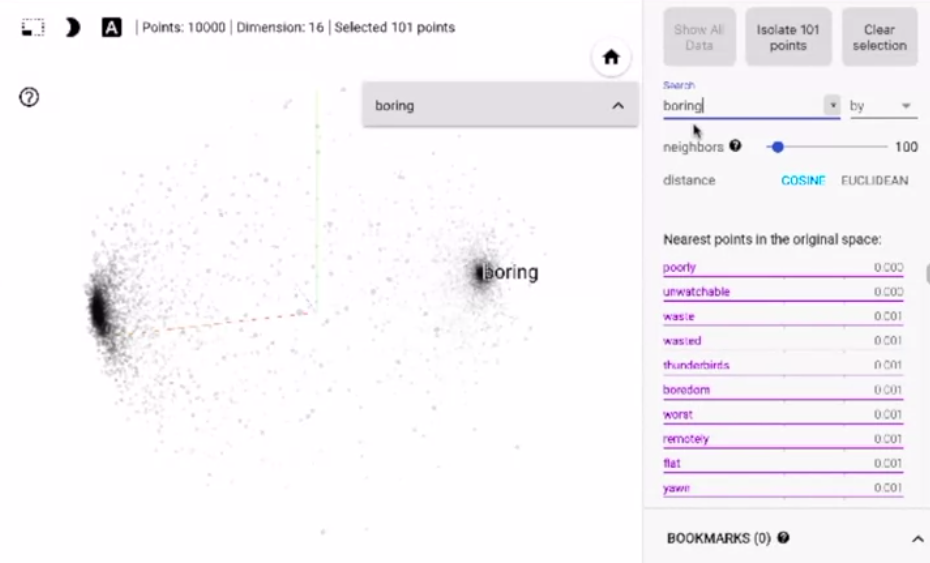 A | Points: 10000 | Dimension: 16 | Selected 101 points
boring
boring
Show All Data
Isolate 101 points
Clear selection
Search
boring
by
neighbors
100
distance
COSINE
EUCLIDEAN
Nearest points in the original space:
poorly 0.000
unwatchable 0.000
waste 0.001
wasted 0.001
thunderbirds 0.001
boredom 0.001
worst 0.001
remotely 0.001
flat 0.001
yawn 0.001
BOOKMARKS (0)